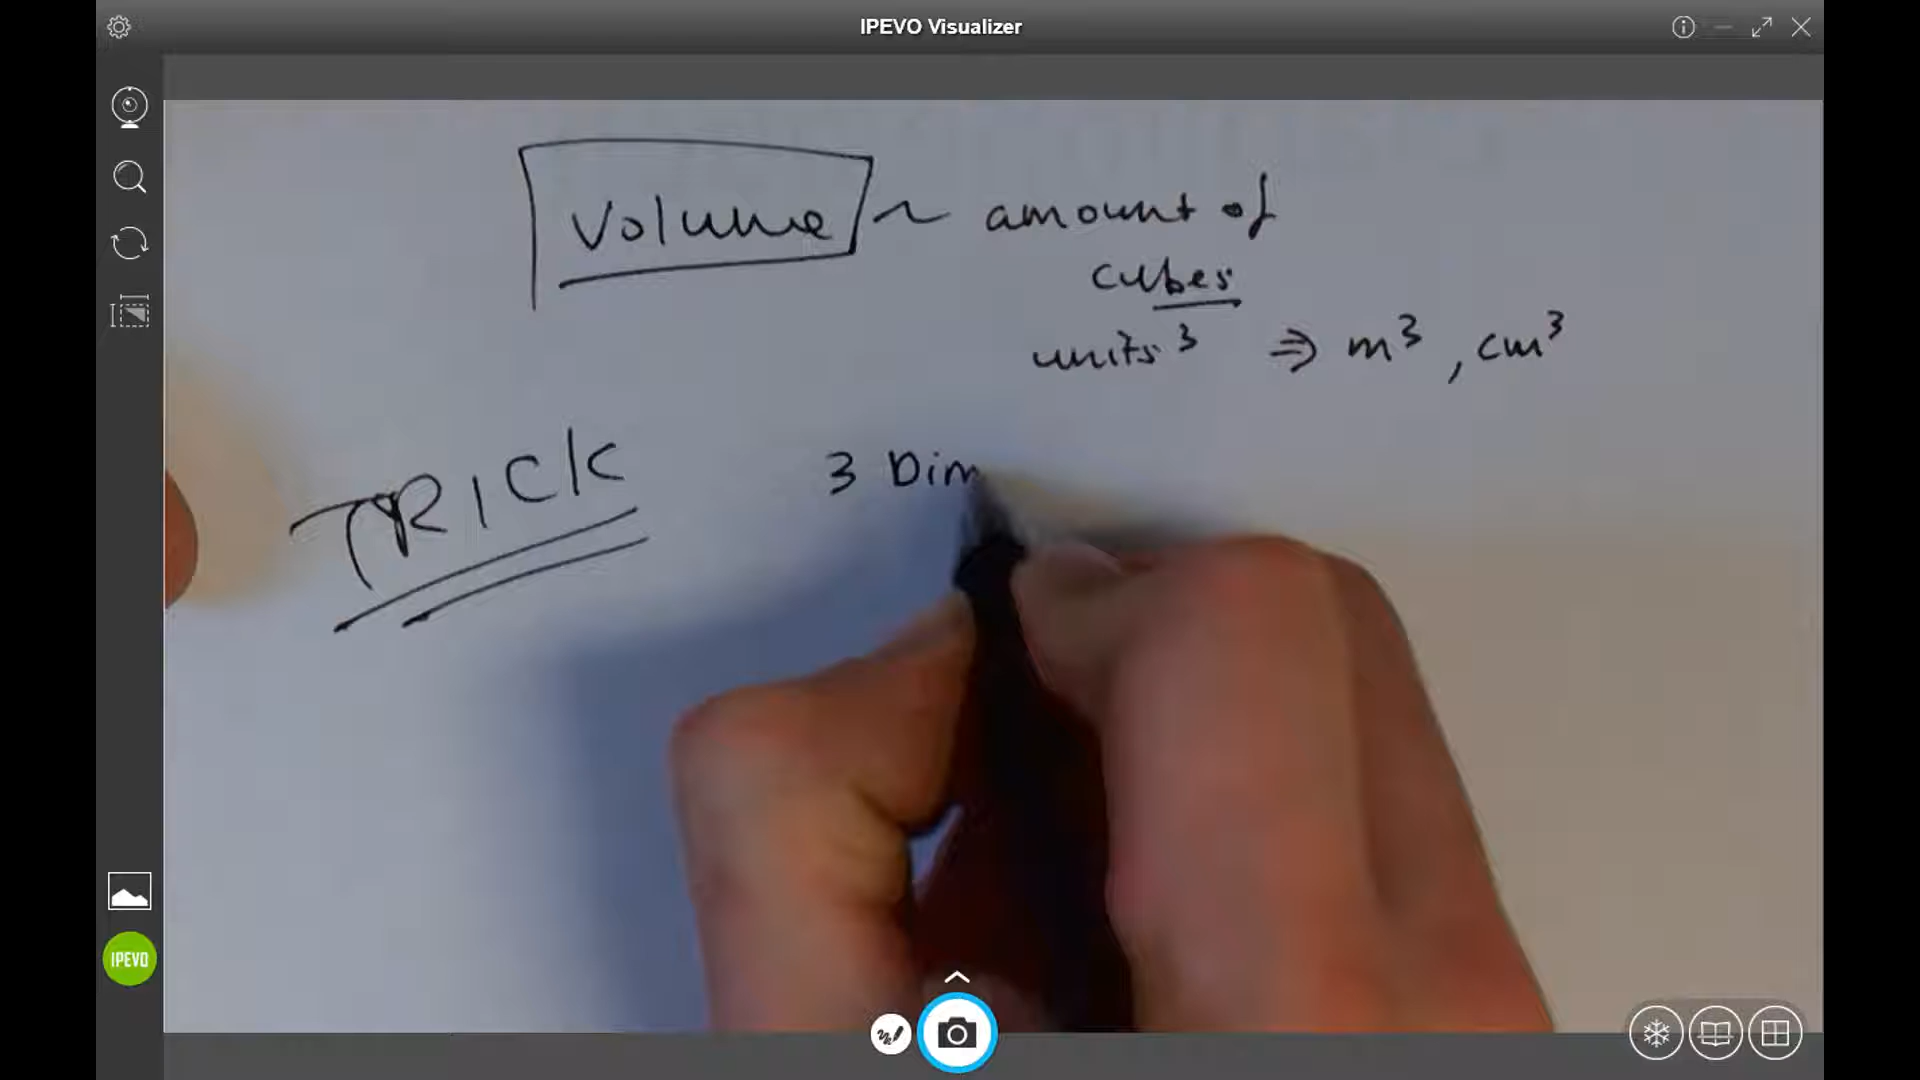 IPEVO Visualizer
Volume ~ amount of
cubes
units³ ⇒ m³, cm³
TRICK
3 Dim
IPEVO